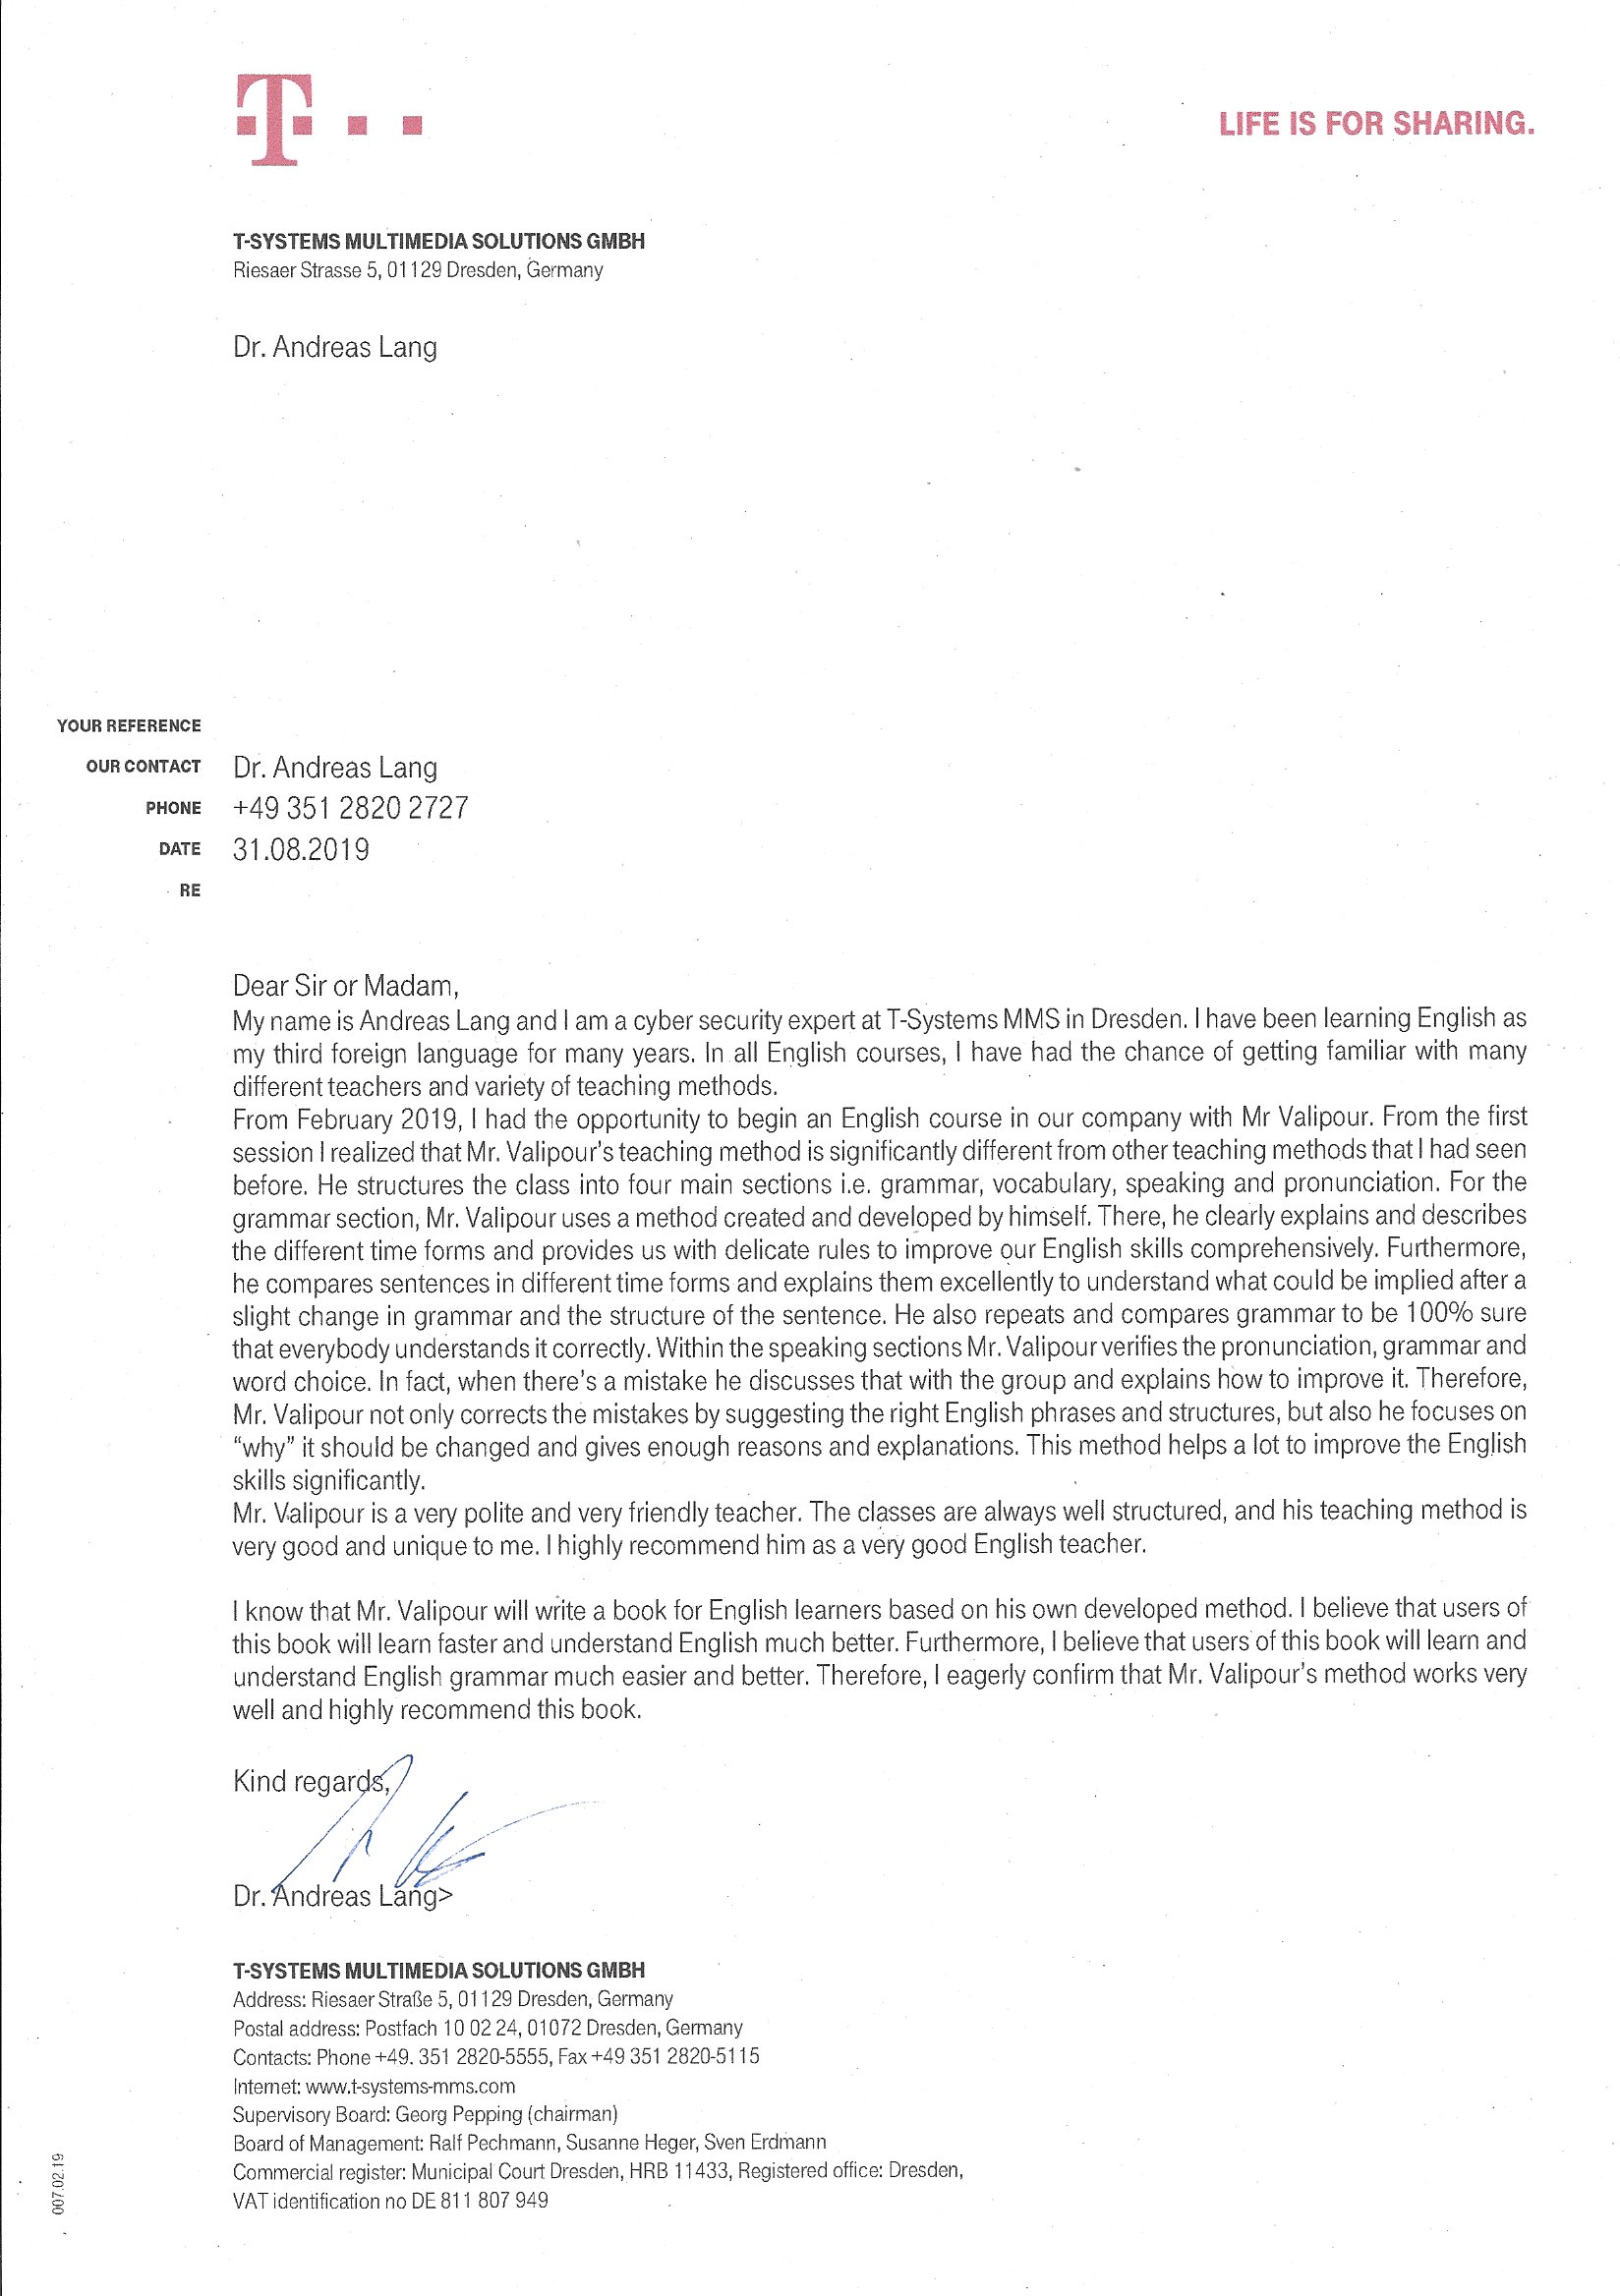 T
LIFE IS FOR SHARING.
T-SYSTEMS MULTIMEDIA SOLUTIONS GMBH
Riesaer Strasse 5, 01129 Dresden, Germany
Dr. Andreas Lang
YOUR REFERENCE
OUR CONTACT Dr. Andreas Lang
PHONE +49 351 2820 2727
DATE 31.08.2019
RE
Dear Sir or Madam,
My name is Andreas Lang and I am a cyber security expert at T-Systems MMS in Dresden. I have been learning English as
my third foreign language for many years. In all English courses, I have had the chance of getting familiar with many
different teachers and variety of teaching methods.
From February 2019, I had the opportunity to begin an English course in our company with Mr Valipour. From the first
session I realized that Mr. Valipour's teaching method is significantly different from other teaching methods that I had seen
before. He structures the class into four main sections i.e. grammar, vocabulary, speaking and pronunciation. For the
grammar section, Mr. Valipour uses a method created and developed by himself. There, he clearly explains and describes
the different time forms and provides us with delicate rules to improve our English skills comprehensively. Furthermore,
he compares sentences in different time forms and explains them excellently to understand what could be implied after a
slight change in grammar and the structure of the sentence. He also repeats and compares grammar to be 100% sure
that everybody understands it correctly. Within the speaking sections Mr. Valipour verifies the pronunciation, grammar and
word choice. In fact, when there's a mistake he discusses that with the group and explains how to improve it. Therefore,
Mr. Valipour not only corrects the mistakes by suggesting the right English phrases and structures, but also he focuses on
"why" it should be changed and gives enough reasons and explanations. This method helps a lot to improve the English
skills significantly.
Mr. Valipour is a very polite and very friendly teacher. The classes are always well structured, and his teaching method is
very good and unique to me. I highly recommend him as a very good English teacher.
I know that Mr. Valipour will write a book for English learners based on his own developed method. I believe that users of
this book will learn faster and understand English much better. Furthermore, I believe that users of this book will learn and
understand English grammar much easier and better. Therefore, I eagerly confirm that Mr. Valipour's method works very
well and highly recommend this book.
Kind regards,
Dr. Andreas Lang>
T-SYSTEMS MULTIMEDIA SOLUTIONS GMBH
Address: Riesaer Straße 5, 01129 Dresden, Germany
Postal address: Postfach 10 02 24, 01072 Dresden, Germany
Contacts: Phone +49. 351 2820-5555, Fax +49 351 2820-5115
Internet: www.t-systems-mms.com
Supervisory Board: Georg Pepping (chairman)
Board of Management: Ralf Pechmann, Susanne Heger, Sven Erdmann
Commercial register: Municipal Court Dresden, HRB 11433, Registered office: Dresden,
VAT identification no DE 811 807 949
007.02.19